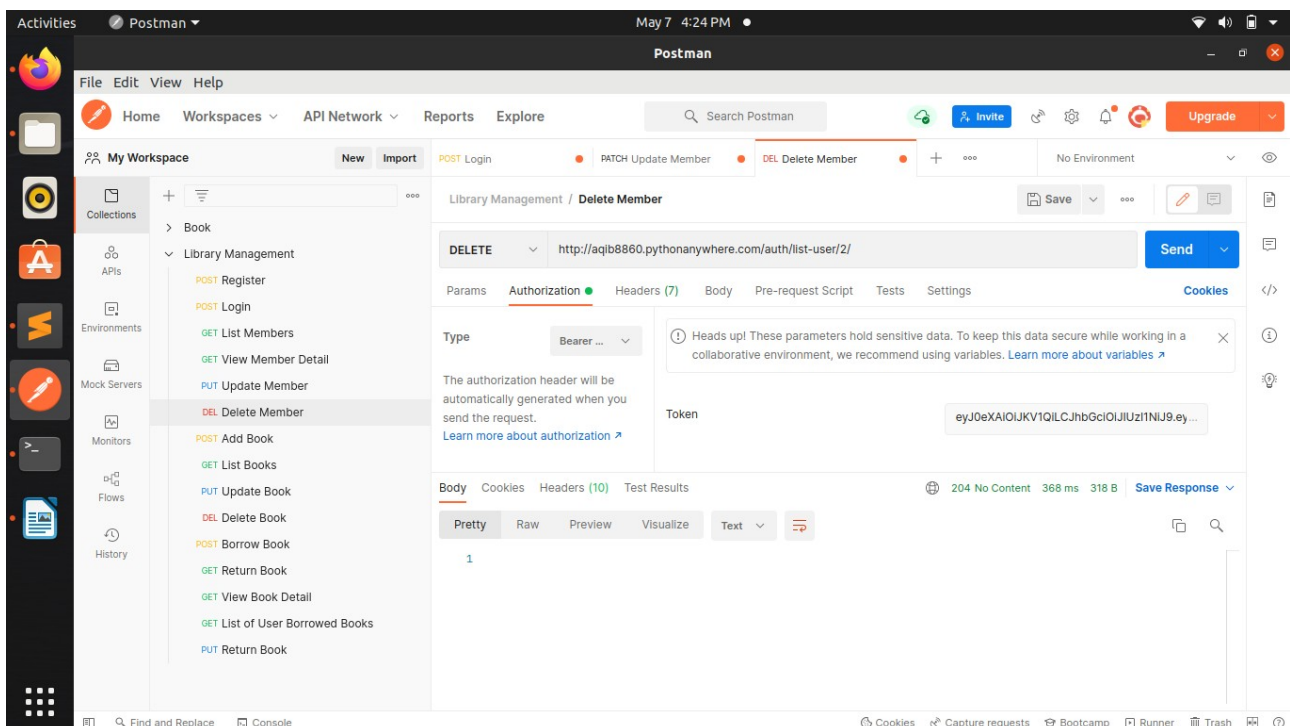 Activities Postman May 7 4:24 PM
Postman
File Edit View Help
Home Workspaces API Network Reports Explore Search Postman Invite Upgrade
My Workspace New Import POST Login PATCH Update Member DEL Delete Member No Environment
Collections
APIs
Environments
Mock Servers
Monitors
Flows
History
Book
Library Management
POST Register
POST Login
GET List Members
GET View Member Detail
PUT Update Member
DEL Delete Member
POST Add Book
GET List Books
PUT Update Book
DEL Delete Book
POST Borrow Book
GET Return Book
GET View Book Detail
GET List of User Borrowed Books
PUT Return Book
Library Management / Delete Member Save
DELETE http://aqib8860.pythonanywhere.com/auth/list-user/2/ Send
Params Authorization Headers (7) Body Pre-request Script Tests Settings Cookies
Type Bearer ...
The authorization header will be
automatically generated when you
send the request.
Learn more about authorization
Heads up! These parameters hold sensitive data. To keep this data secure while working in a
collaborative environment, we recommend using variables. Learn more about variables
Token eyJ0eXAiOiJKV1QiLCJhbGciOiJIUzI1NiJ9.ey...
Body Cookies Headers (10) Test Results 204 No Content 368 ms 318 B Save Response
Pretty Raw Preview Visualize Text
1
Find and Replace Console Cookies Capture requests Bootcamp Runner Trash